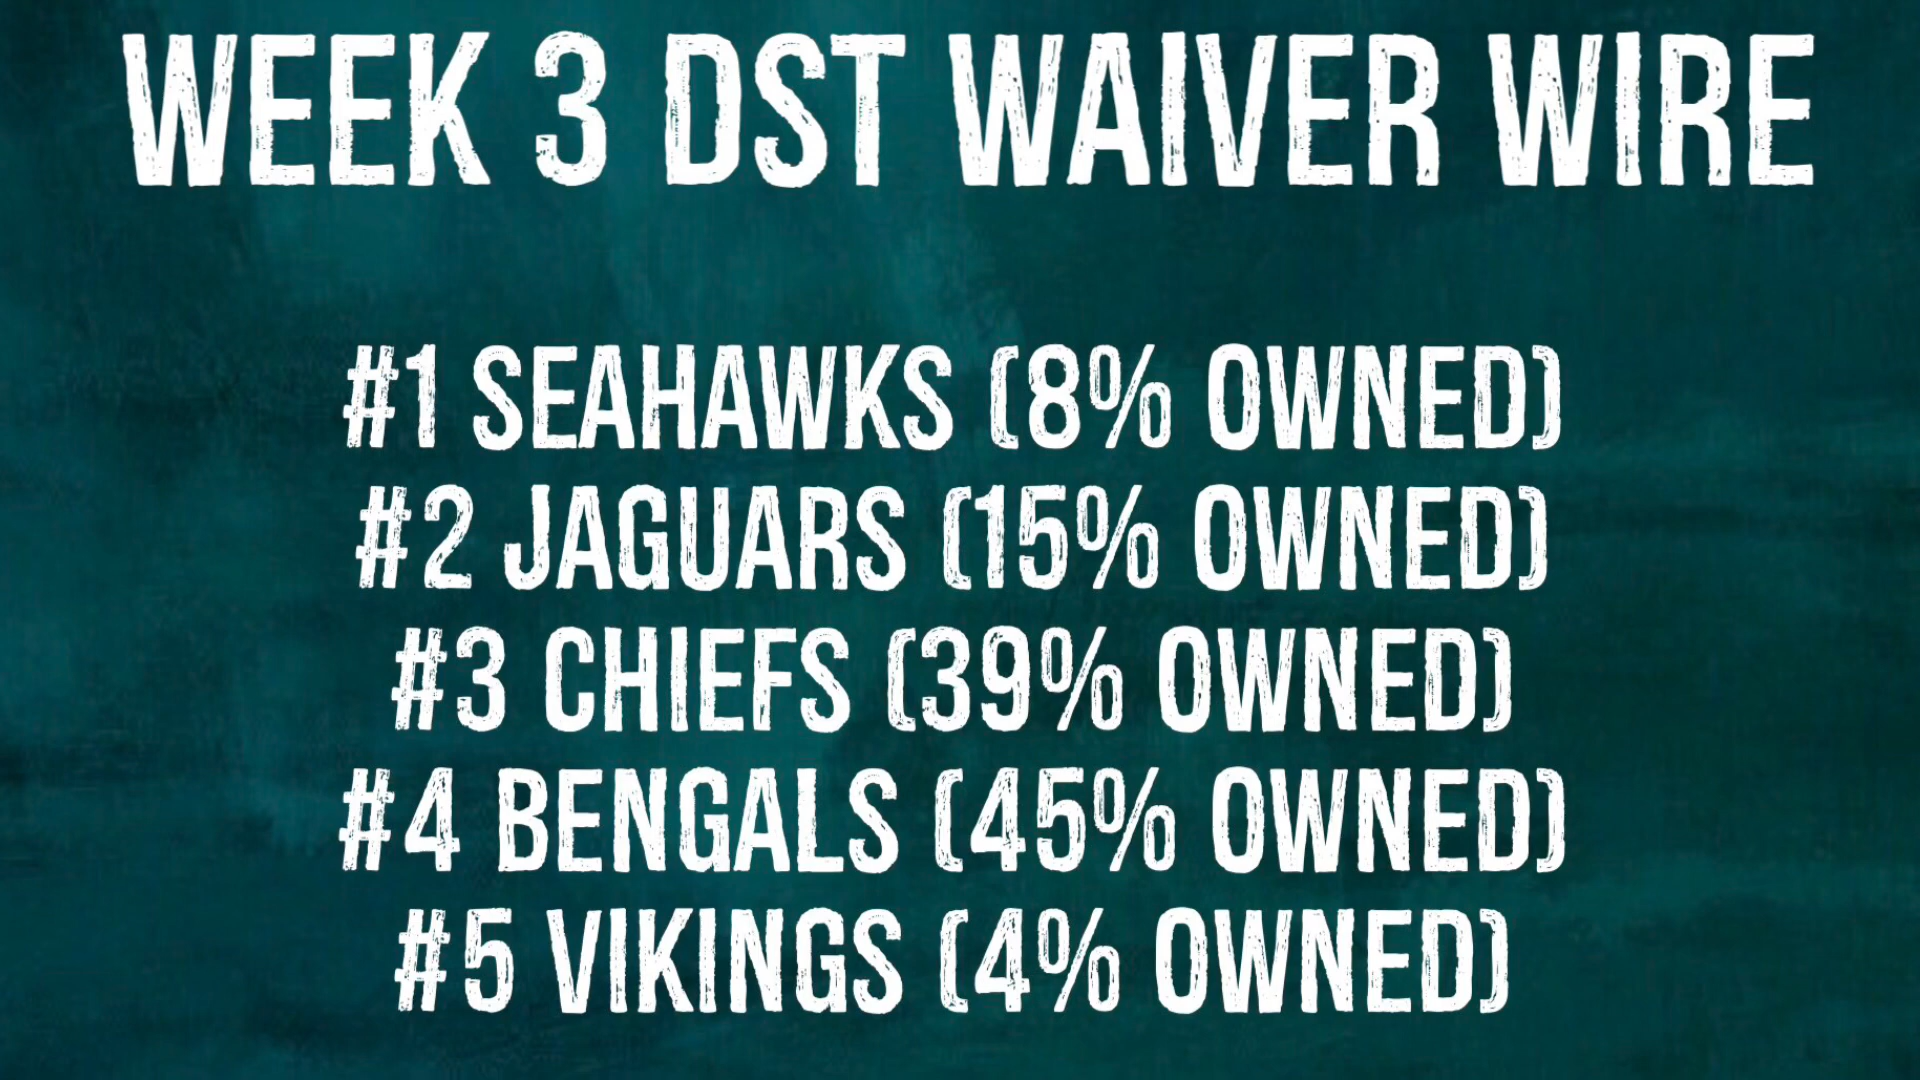 WEEK 3 DST WAIVER WIRE
#1 SEAHAWKS (8% OWNED)
#2 JAGUARS (15% OWNED)
#3 CHIEFS (39% OWNED)
#4 BENGALS (45% OWNED)
#5 VIKINGS (4% OWNED)